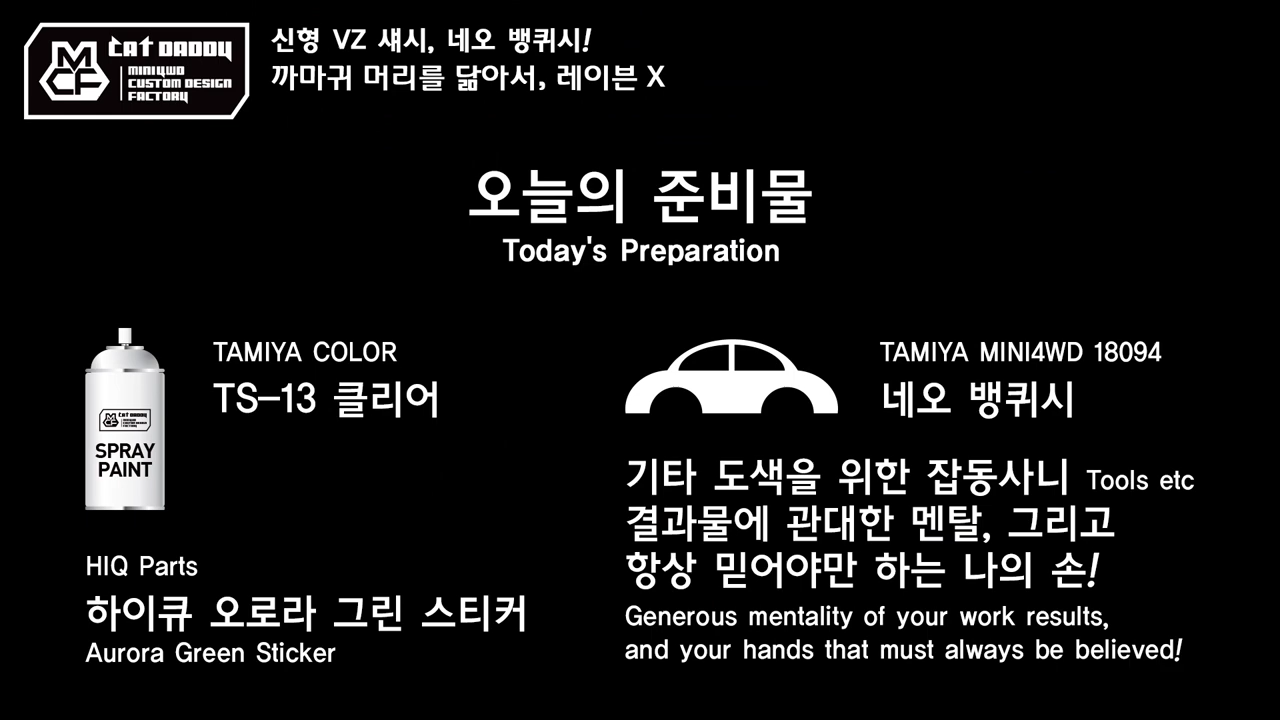 MCF
CAT DADDY
MINI4WD
CUSTOM DESIGN
FACTORY
신형 VZ 섀시, 네오 뱅퀴시!
까마귀 머리를 닮아서, 레이븐 X
오늘의 준비물
Today's Preparation
CAT DADDY
MCF
SPRAY
PAINT
TAMIYA COLOR
TS-13 클리어
TAMIYA MINI4WD 18094
네오 뱅퀴시
HIQ Parts
하이큐 오로라 그린 스티커
Aurora Green Sticker
기타 도색을 위한 잡동사니 Tools etc
결과물에 관대한 멘탈, 그리고
항상 믿어야만 하는 나의 손!
Generous mentality of your work results,
and your hands that must always be believed!